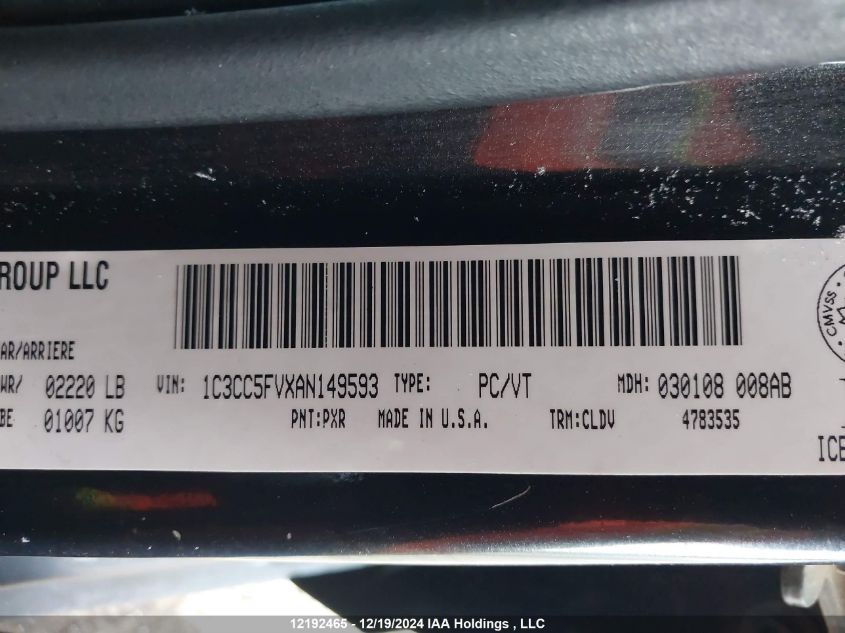 ROUP LLC
CMVSS
AR/ARRIERE
WR/ 02220 LB VIN: 1C3CC5FVXAN149593 TYPE: PC/VT MDH: 030108 008AB
BE 01007 KG PNT:PXR MADE IN U.S.A. TRM:CLDV 4783535
ICE
12192465 - 12/19/2024 IAA Holdings , LLC